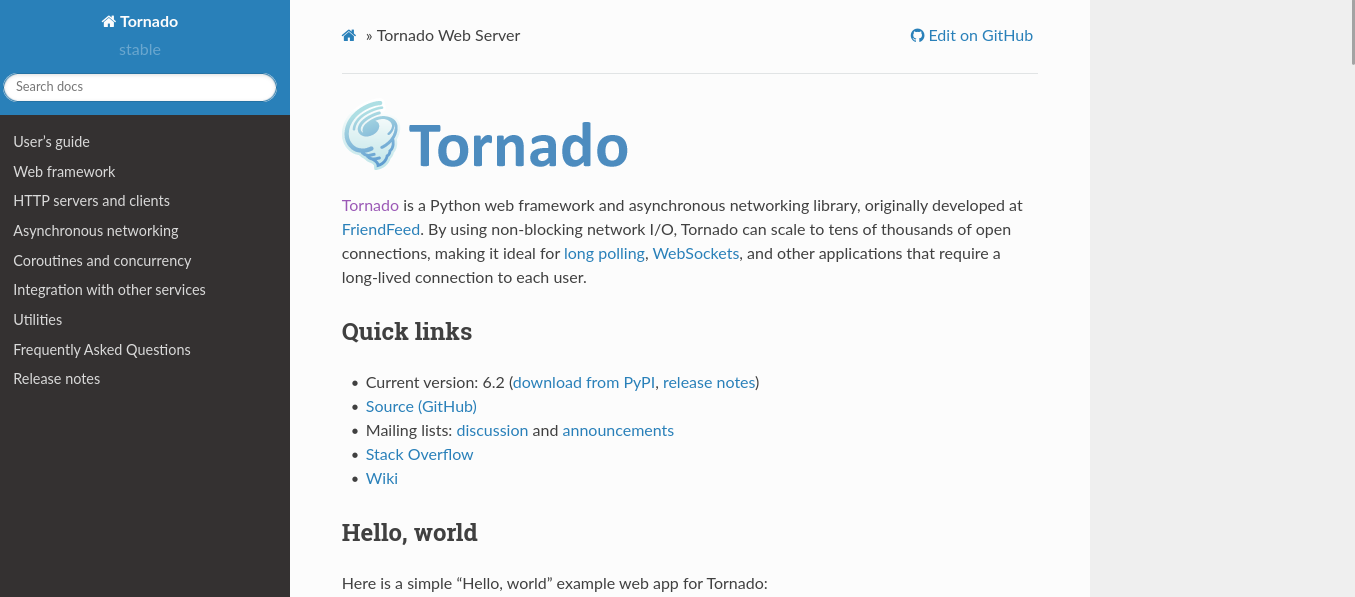 Tornado
stable
Search docs
User’s guide
Web framework
HTTP servers and clients
Asynchronous networking
Coroutines and concurrency
Integration with other services
Utilities
Frequently Asked Questions
Release notes
» Tornado Web Server
Edit on GitHub
Tornado
Tornado is a Python web framework and asynchronous networking library, originally developed at
FriendFeed. By using non-blocking network I/O, Tornado can scale to tens of thousands of open
connections, making it ideal for long polling, WebSockets, and other applications that require a
long-lived connection to each user.
Quick links
• Current version: 6.2 (download from PyPI, release notes)
• Source (GitHub)
• Mailing lists: discussion and announcements
• Stack Overflow
• Wiki
Hello, world
Here is a simple “Hello, world” example web app for Tornado: